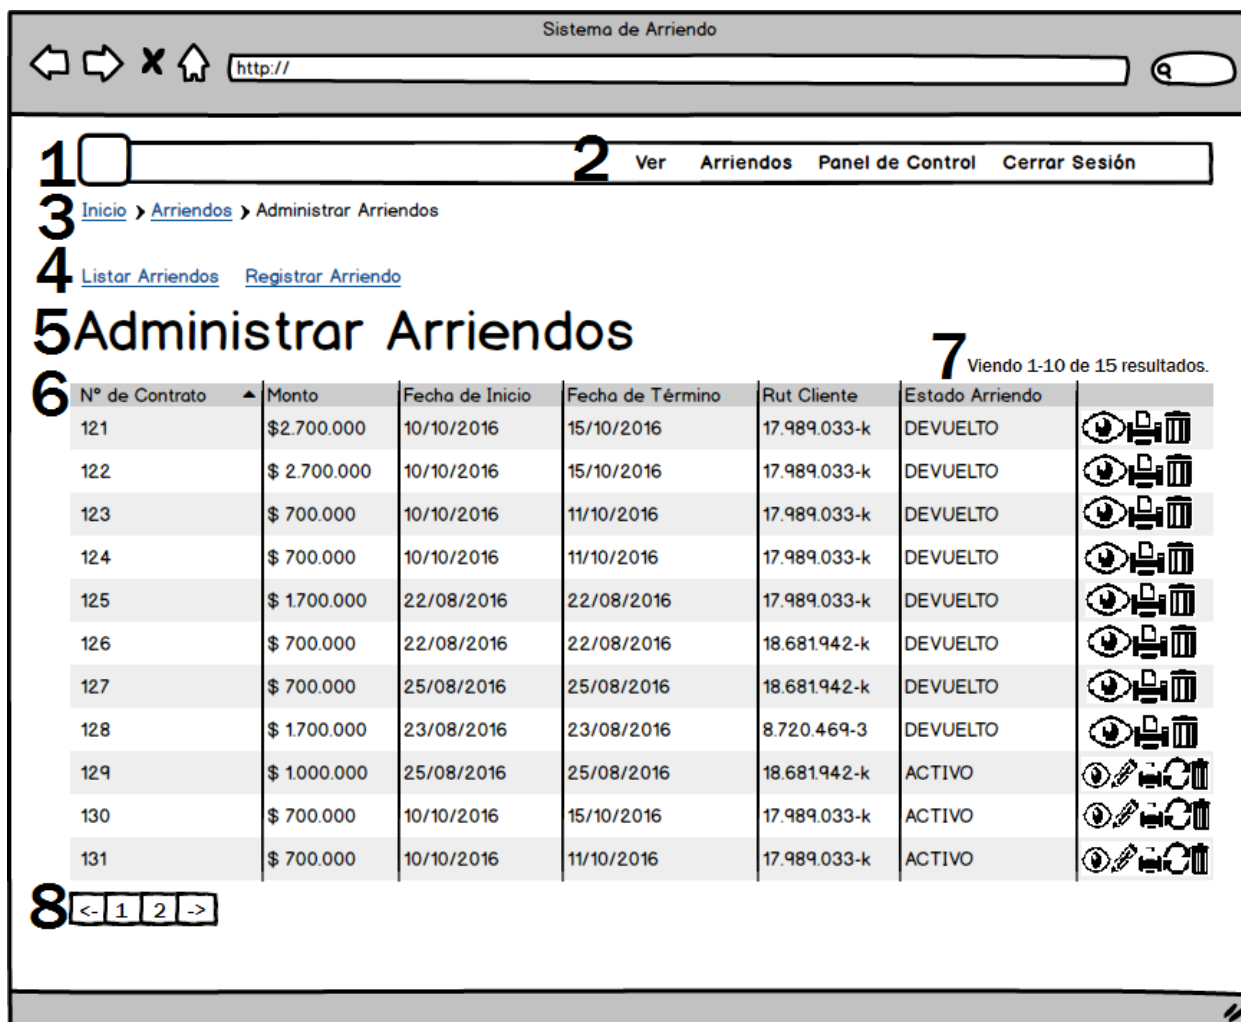 Sistema de Arriendo
http://
1
2 Ver Arriendos Panel de Control Cerrar Sesión
3 Inicio > Arriendos > Administrar Arriendos
4 Listar Arriendos Registrar Arriendo
5 Administrar Arriendos
7 Viendo 1-10 de 15 resultados.
6 N° de Contrato Monto Fecha de Inicio Fecha de Término Rut Cliente Estado Arriendo
121 $2.700.000 10/10/2016 15/10/2016 17.989.033-k DEVUELTO
122 $ 2.700.000 10/10/2016 15/10/2016 17.989.033-k DEVUELTO
123 $ 700.000 10/10/2016 11/10/2016 17.989.033-k DEVUELTO
124 $ 700.000 10/10/2016 11/10/2016 17.989.033-k DEVUELTO
125 $ 1.700.000 22/08/2016 22/08/2016 17.989.033-k DEVUELTO
126 $ 700.000 22/08/2016 22/08/2016 18.681.942-k DEVUELTO
127 $ 700.000 25/08/2016 25/08/2016 18.681.942-k DEVUELTO
128 $ 1.700.000 23/08/2016 23/08/2016 8.720.469-3 DEVUELTO
129 $ 1.000.000 25/08/2016 25/08/2016 18.681.942-k ACTIVO
130 $ 700.000 10/10/2016 15/10/2016 17.989.033-k ACTIVO
131 $ 700.000 10/10/2016 11/10/2016 17.989.033-k ACTIVO
8 <- 1 2 ->